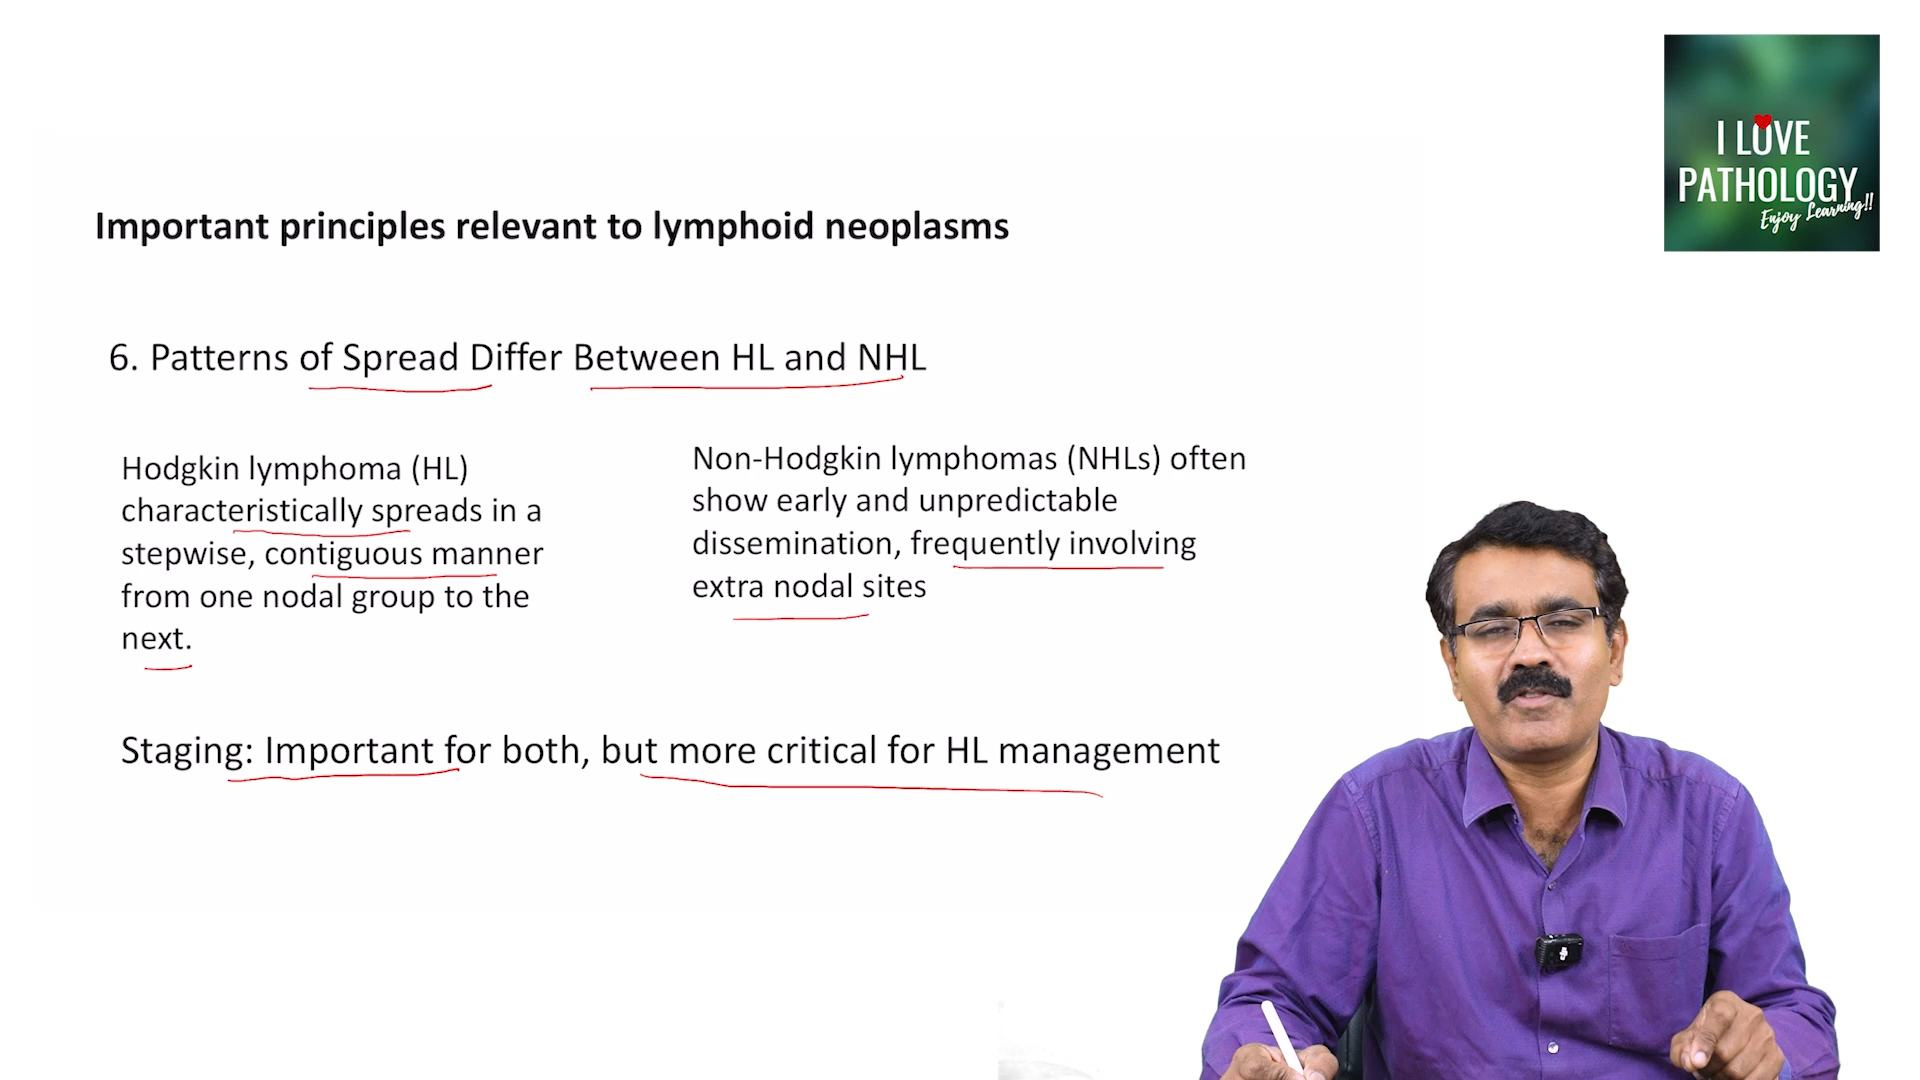 I LOVE
PATHOLOGY
Enjoy Learning!!
Important principles relevant to lymphoid neoplasms
6. Patterns of Spread Differ Between HL and NHL
Hodgkin lymphoma (HL)
characteristically spreads in a
stepwise, contiguous manner
from one nodal group to the
next.
Non-Hodgkin lymphomas (NHLs) often
show early and unpredictable
dissemination, frequently involving
extra nodal sites
Staging: Important for both, but more critical for HL management